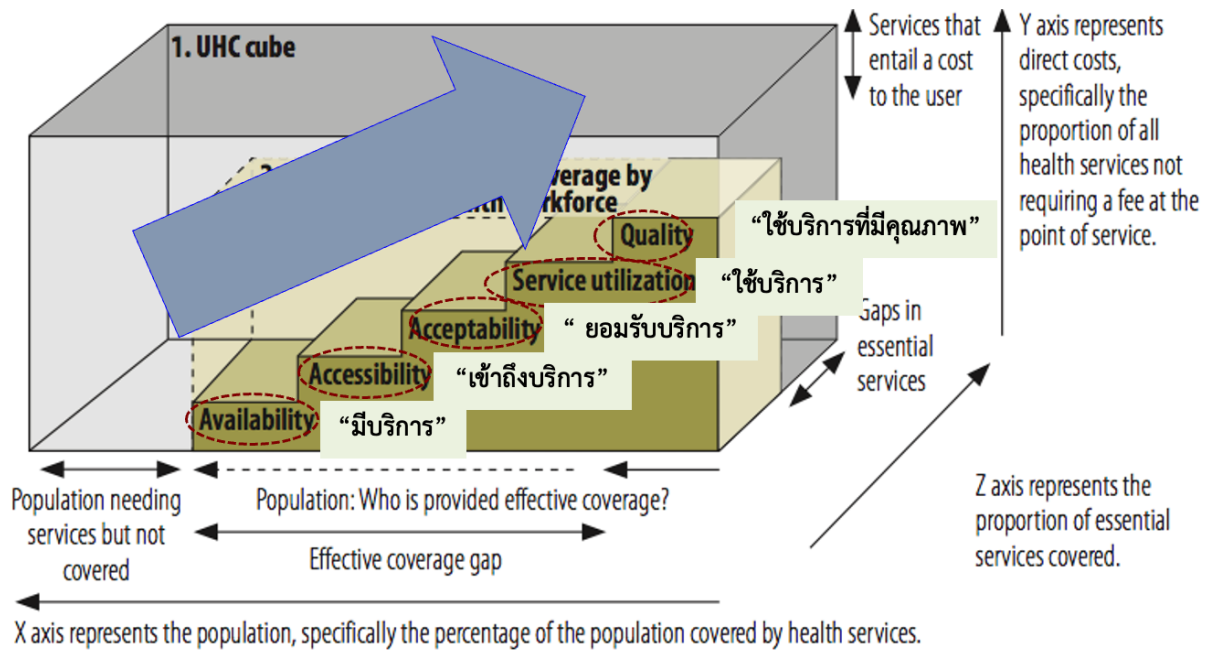 1. UHC cube
Services that
entail a cost
to the user
Y axis represents
direct costs,
specifically the
proportion of all
health services not
requiring a fee at the
point of service.
verage by
rkforce
Quality
“ใช้บริการที่มีคุณภาพ”
Service utilization
“ใช้บริการ”
Acceptability
“ ยอมรับบริการ”
Accessibility
“เข้าถึงบริการ”
Availability
“มีบริการ”
Gaps in
essential
services
Population needing
services but not
covered
Population: Who is provided effective coverage?
Effective coverage gap
Z axis represents the
proportion of essential
services covered.
X axis represents the population, specifically the percentage of the population covered by health services.